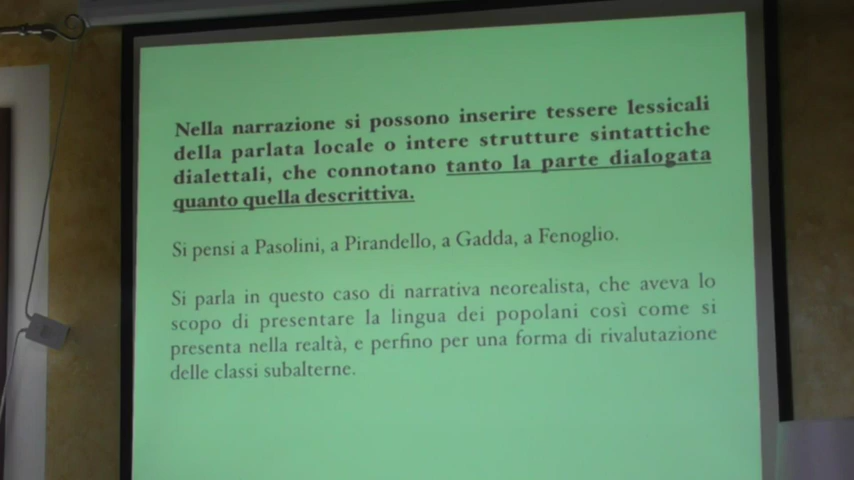 Nella narrazione si possono inserire tessere lessicali
della parlata locale o intere strutture sintattiche
dialettali, che connotano tanto la parte dialogata
quanto quella descrittiva.
Si pensi a Pasolini, a Pirandello, a Gadda, a Fenoglio.
Si parla in questo caso di narrativa neorealista, che aveva lo
scopo di presentare la lingua dei popolani così come si
presenta nella realtà, e perfino per una forma di rivalutazione
delle classi subalterne.